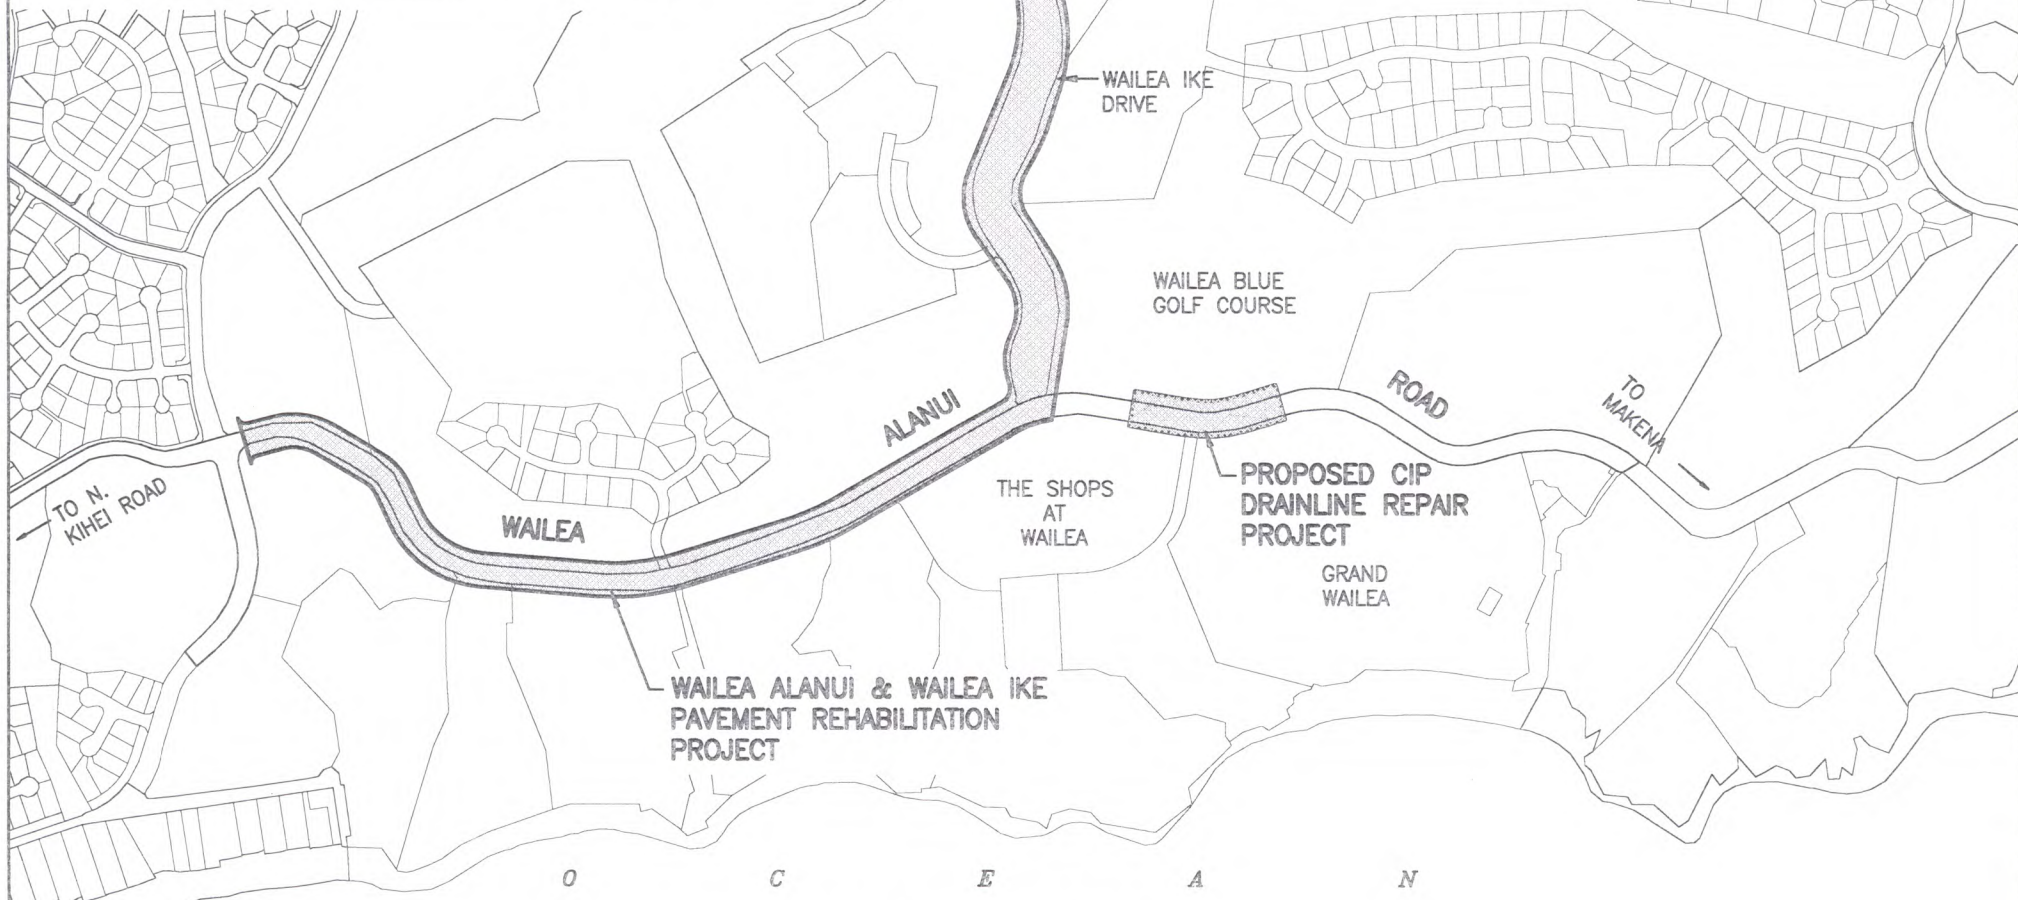 WAILEA IKE
DRIVE
WAILEA BLUE
GOLF COURSE
WAILEA ALANUI ROAD
TO
MAKENA
TO N.
KIHEI ROAD
THE SHOPS
AT
WAILEA
PROPOSED CIP
DRAINLINE REPAIR
PROJECT
GRAND
WAILEA
WAILEA ALANUI & WAILEA IKE
PAVEMENT REHABILITATION
PROJECT
O C E A N